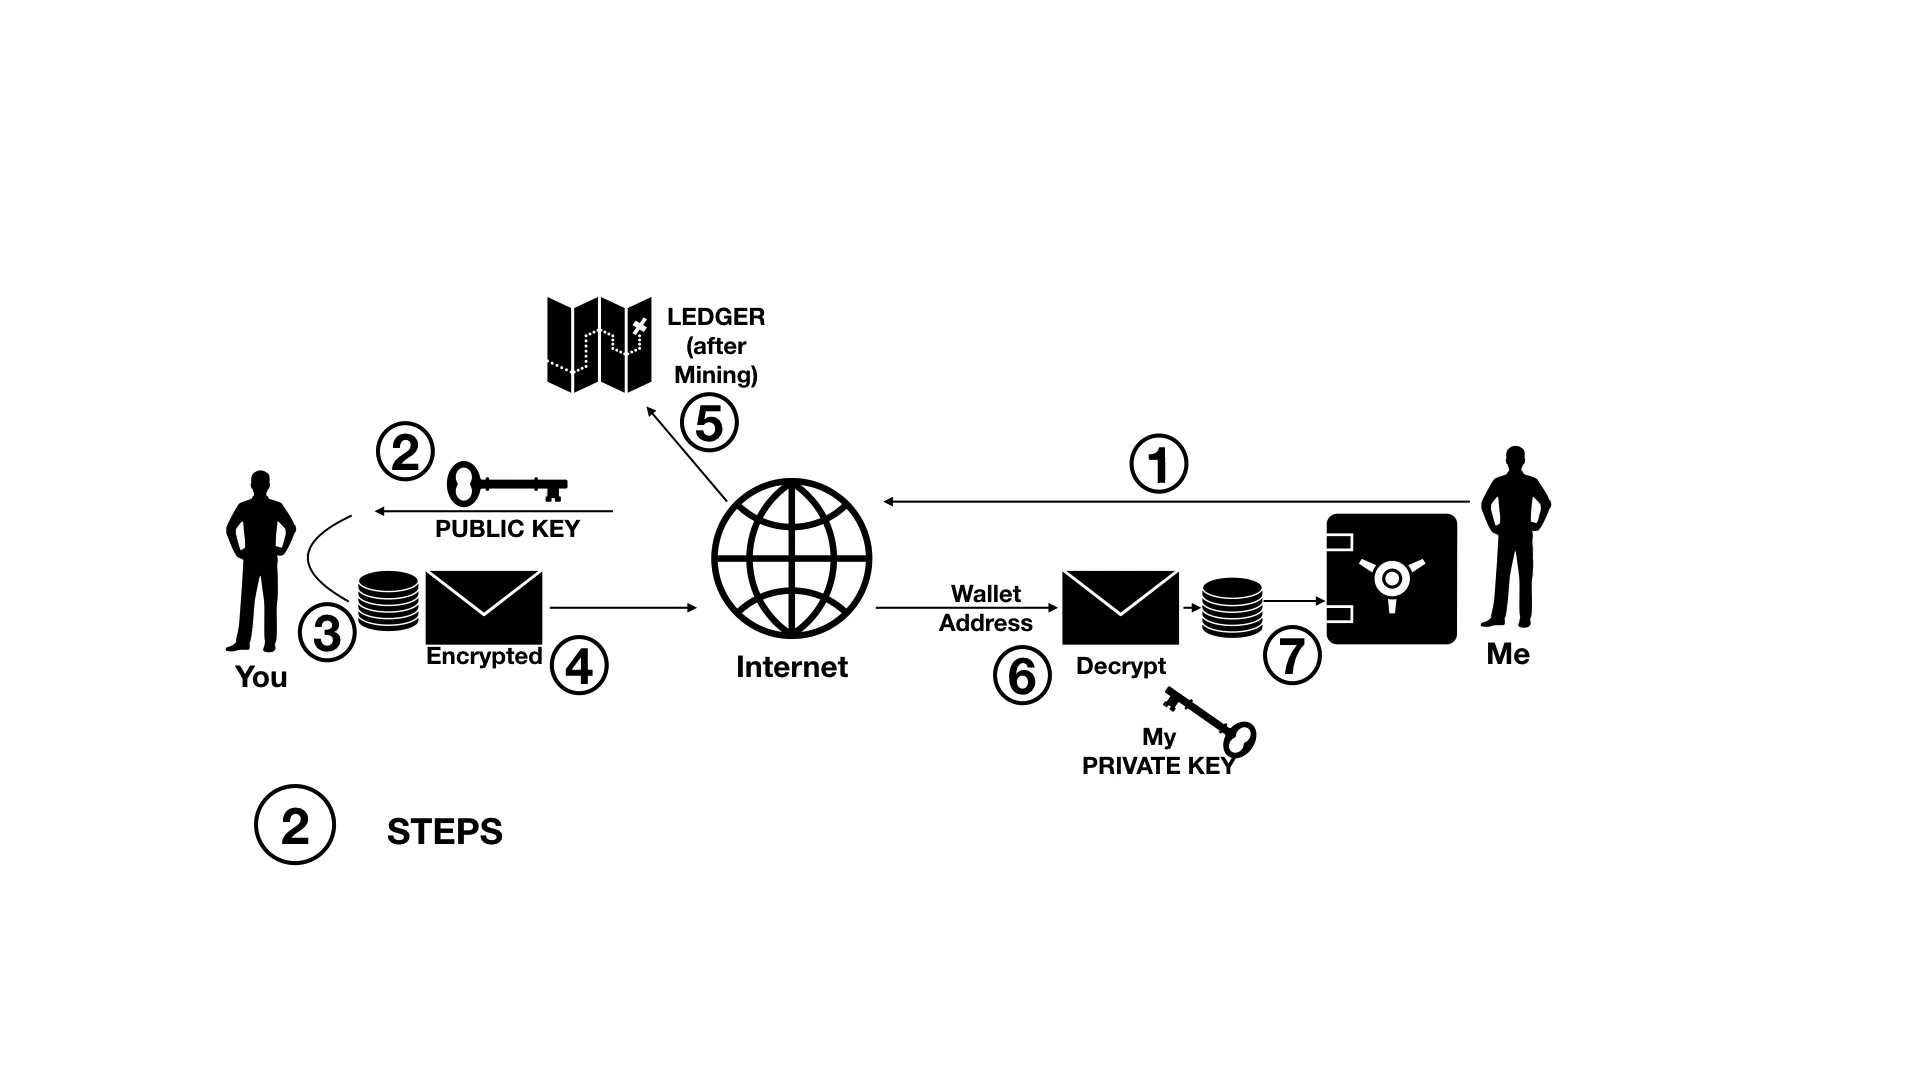 LEDGER
(after
Mining)
5
2
PUBLIC KEY
1
3
Encrypted
4
You
Internet
Wallet
Address
6
Decrypt
7
Me
My
PRIVATE KEY
2 STEPS